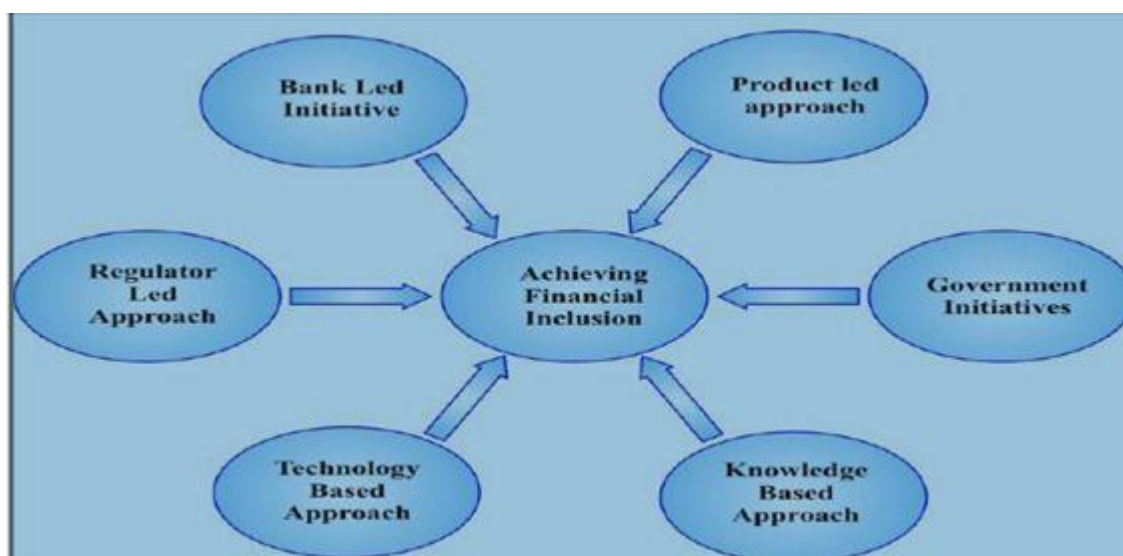 Bank Led
Initiative
Product led
approach
Regulator
Led
Approach
Achieving
Financial
Inclusion
Government
Initiatives
Technology
Based
Approach
Knowledge
Based
Approach